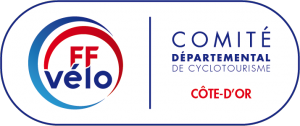 FF
vélo
COMITÉ
DÉPARTEMENTAL
DE CYCLOTOURISME
CÔTE-D'OR